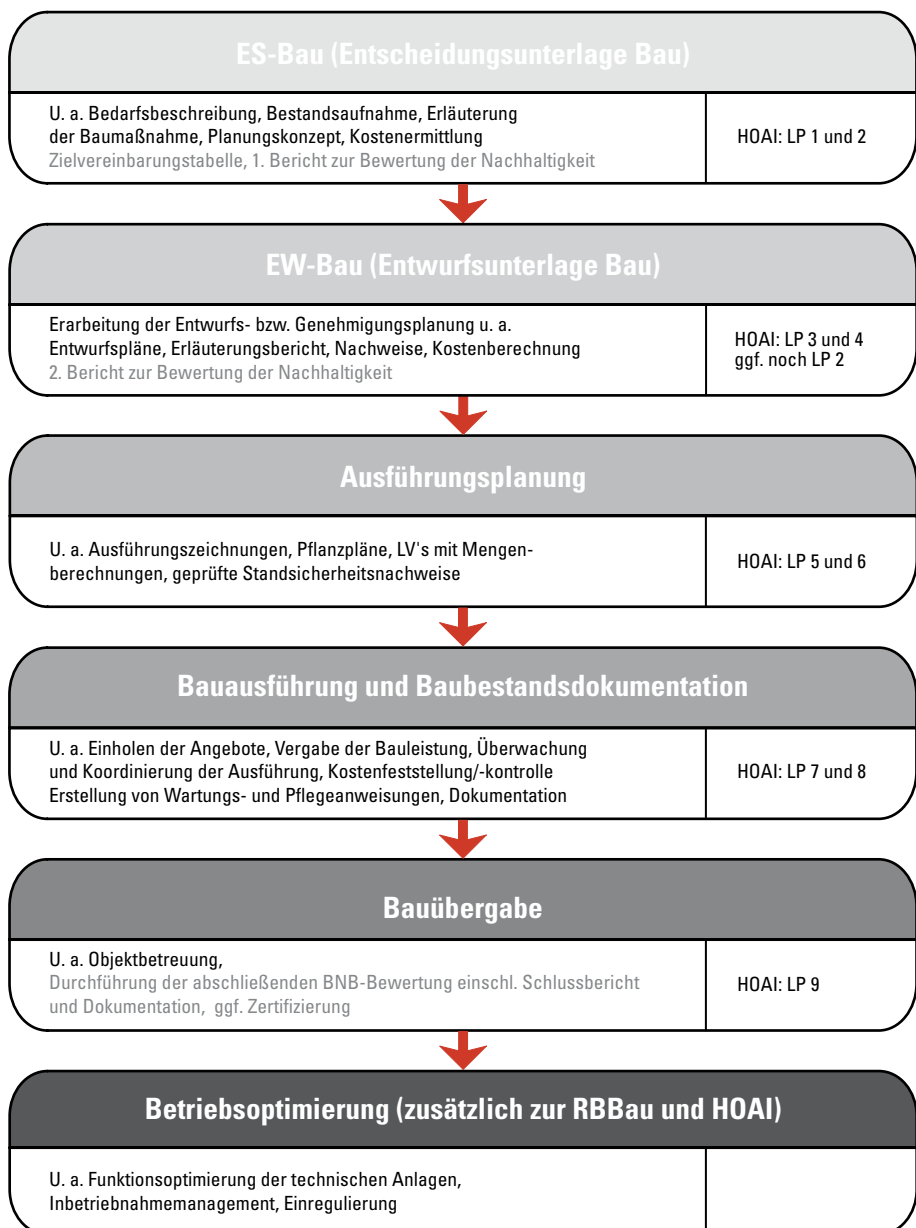 ES-Bau (Entscheidungsunterlage Bau)
U. a. Bedarfsbeschreibung, Bestandsaufnahme, Erläuterung
der Baumaßnahme, Planungskonzept, Kostenermittlung
Zielvereinbarungstabelle, 1. Bericht zur Bewertung der Nachhaltigkeit
HOAI: LP 1 und 2
EW-Bau (Entwurfsunterlage Bau)
Erarbeitung der Entwurfs- bzw. Genehmigungsplanung u. a.
Entwurfspläne, Erläuterungsbericht, Nachweise, Kostenberechnung
2. Bericht zur Bewertung der Nachhaltigkeit
HOAI: LP 3 und 4
ggf. noch LP 2
Ausführungsplanung
U. a. Ausführungszeichnungen, Pflanzpläne, LV's mit Mengen-
berechnungen, geprüfte Standsicherheitsnachweise
HOAI: LP 5 und 6
Bauausführung und Baubestandsdokumentation
U. a. Einholen der Angebote, Vergabe der Bauleistung, Überwachung
und Koordinierung der Ausführung, Kostenfeststellung/-kontrolle
Erstellung von Wartungs- und Pflegeanweisungen, Dokumentation
HOAI: LP 7 und 8
Bauübergabe
U. a. Objektbetreuung,
Durchführung der abschließenden BNB-Bewertung einschl. Schlussbericht
und Dokumentation, ggf. Zertifizierung
HOAI: LP 9
Betriebsoptimierung (zusätzlich zur RBBau und HOAI)
U. a. Funktionsoptimierung der technischen Anlagen,
Inbetriebnahmemanagement, Einregulierung